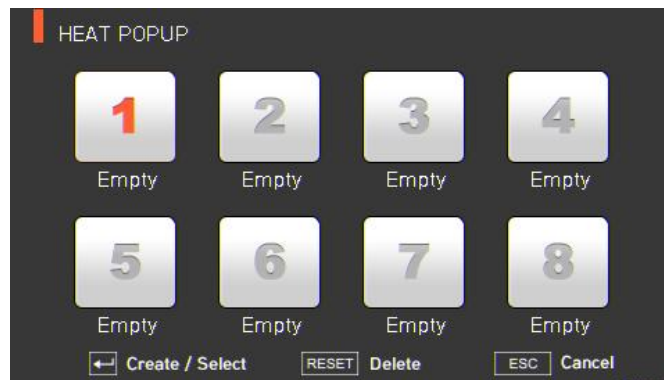 HEAT POPUP
1 2 3 4
Empty Empty Empty Empty
5 6 7 8
Empty Empty Empty Empty
Create / Select RESET Delete ESC Cancel